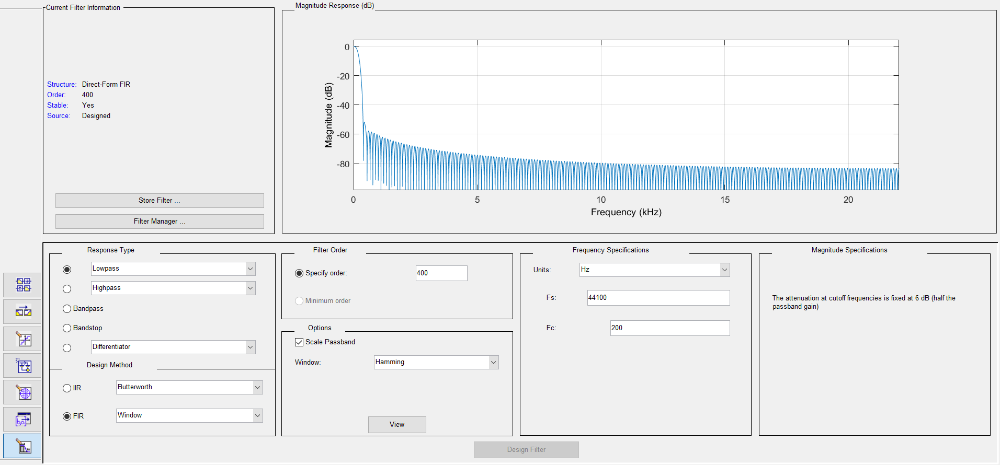 Current Filter Information
Structure: Direct-Form FIR
Order: 400
Stable: Yes
Source: Designed
Store Filter ...
Filter Manager ...
Magnitude Response (dB)
0
-20
-40
-60
-80
Magnitude (dB)
0 5 10 15 20
Frequency (kHz)
Response Type
Lowpass
Highpass
Bandpass
Bandstop
Differentiator
Design Method
IIR Butterworth
FIR Window
Filter Order
Specify order: 400
Minimum order
Options
Scale Passband
Window: Hamming
View
Frequency Specifications
Units: Hz
Fs: 44100
Fc: 200
Magnitude Specifications
The attenuation at cutoff frequencies is fixed at 6 dB (half the
passband gain)
Design Filter